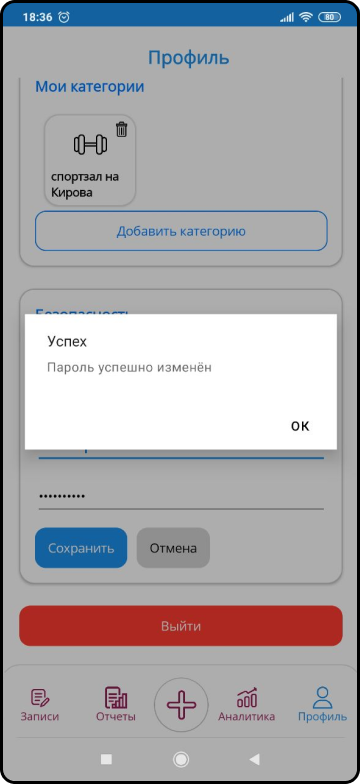 18:36
80
Профиль
Мои категории
спортзал на
Кирова
Добавить категорию
Безопасность
Успех
Пароль успешно изменён
ОК
••••••••••
Сохранить
Отмена
Выйти
Записи
Отчеты
Аналитика
Профиль